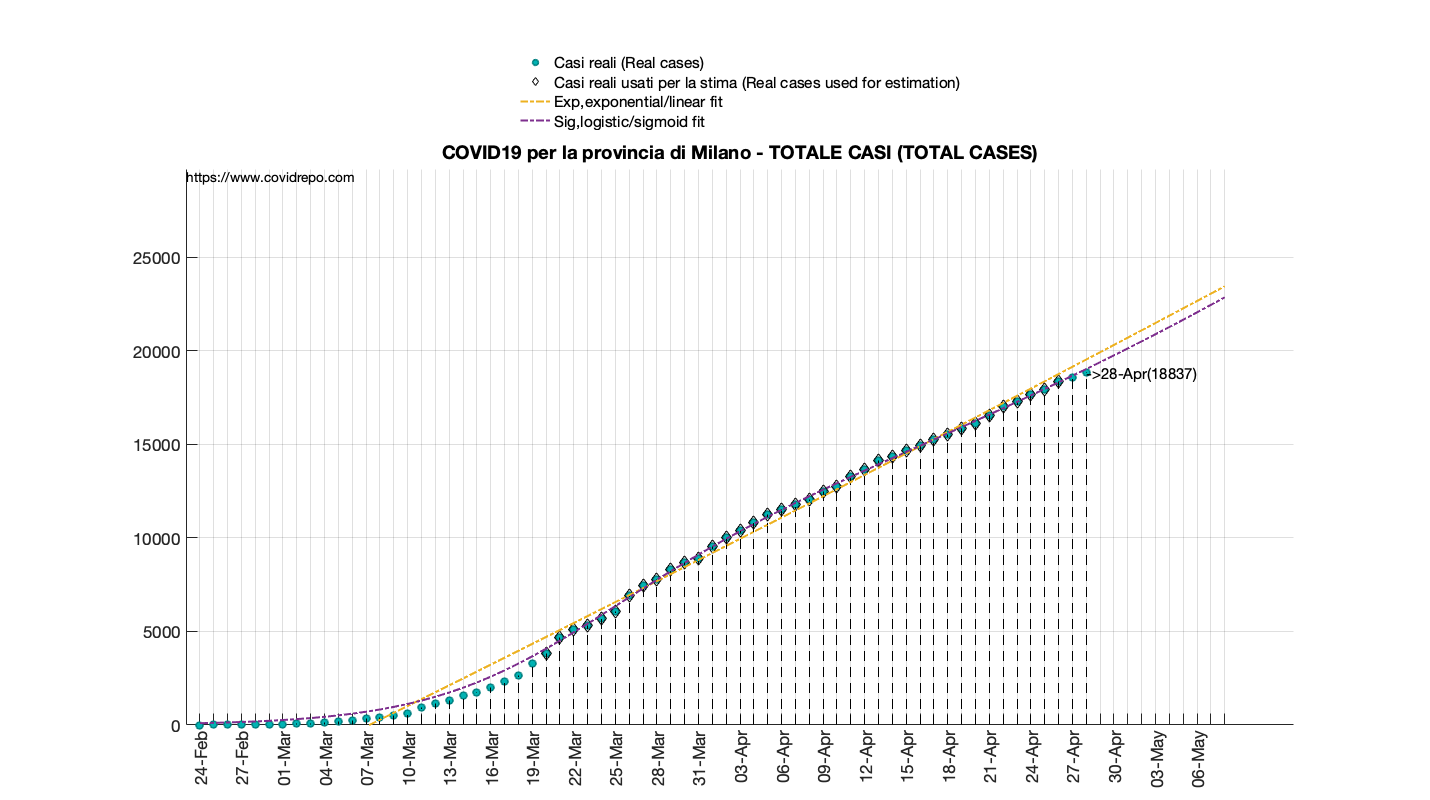 Casi reali (Real cases)
Casi reali usati per la stima (Real cases used for estimation)
Exp,exponential/linear fit
Sig,logistic/sigmoid fit
COVID19 per la provincia di Milano - TOTALE CASI (TOTAL CASES)
https://www.covidrepo.com
25000
20000
15000
10000
5000
0
->28-Apr(18837)
24-Feb
27-Feb
01-Mar
04-Mar
07-Mar
10-Mar
13-Mar
16-Mar
19-Mar
22-Mar
25-Mar
28-Mar
31-Mar
03-Apr
06-Apr
09-Apr
12-Apr
15-Apr
18-Apr
21-Apr
24-Apr
27-Apr
30-Apr
03-May
06-May